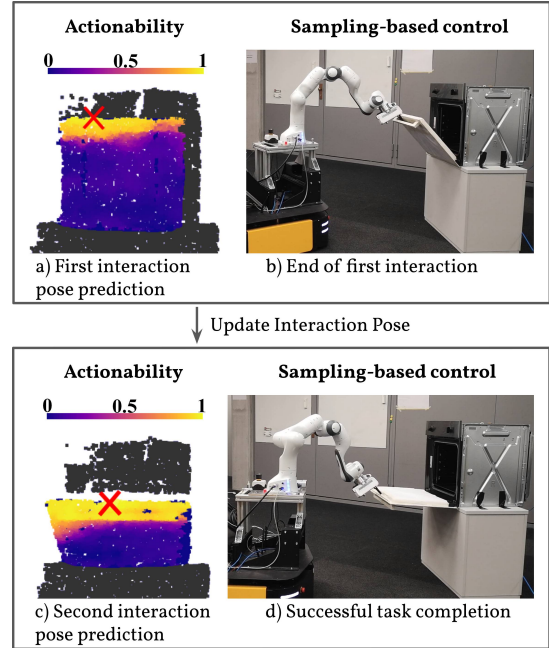 Actionability
Sampling-based control
0 0.5 1
a) First interaction
pose prediction
b) End of first interaction
Update Interaction Pose
Actionability
Sampling-based control
0 0.5 1
c) Second interaction
pose prediction
d) Successful task completion